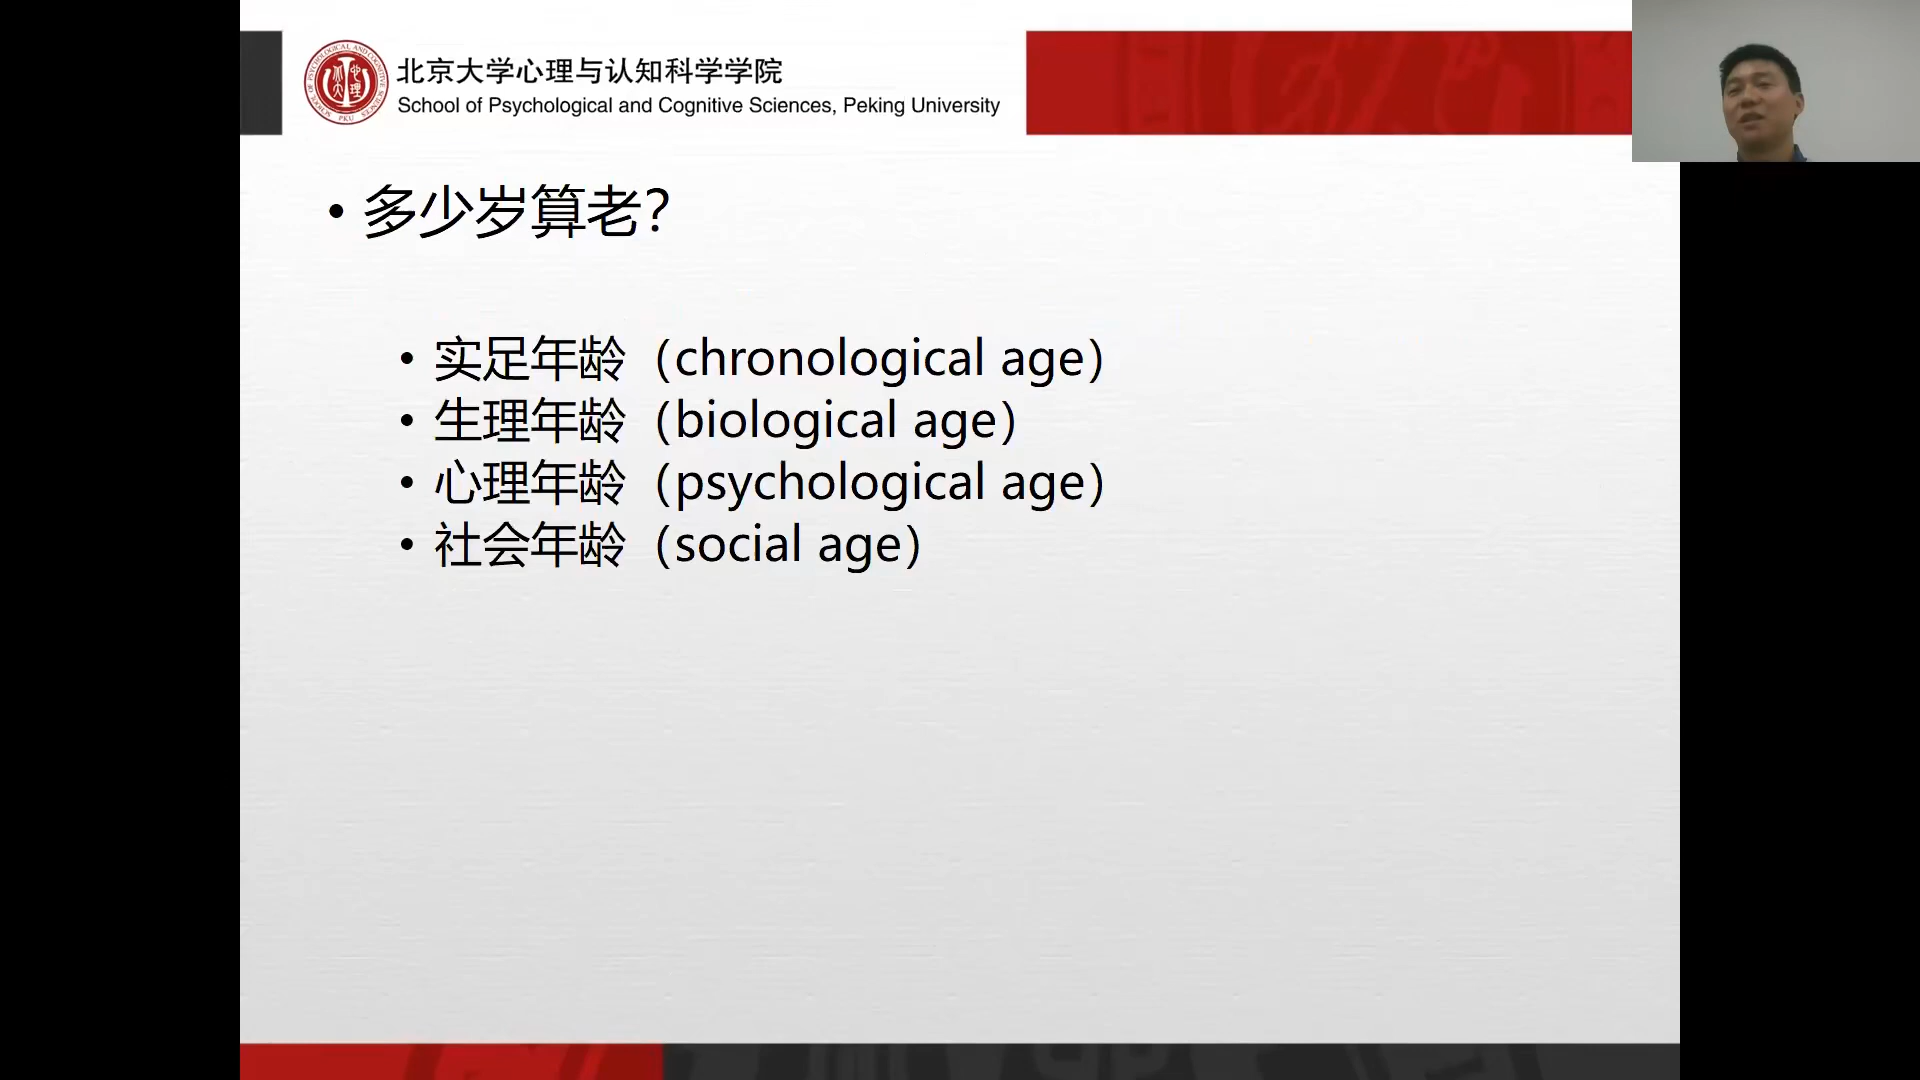 北京大学心理与认知科学学院
School of Psychological and Cognitive Sciences, Peking University
• 多少岁算老？
• 实足年龄（chronological age）
• 生理年龄（biological age）
• 心理年龄（psychological age）
• 社会年龄（social age）